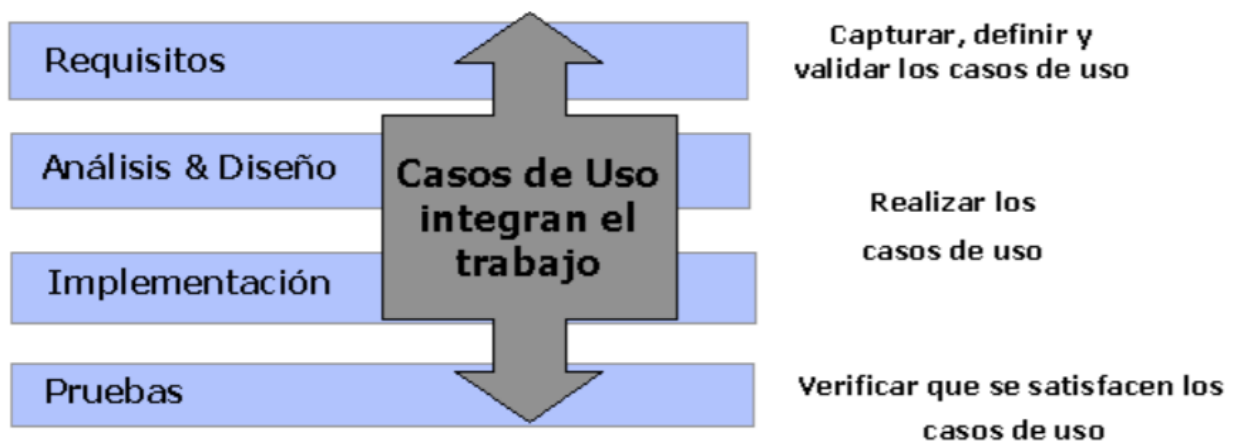 Requisitos
Capturar, definir y
validar los casos de uso
Análisis & Diseño
Casos de Uso
integran el
trabajo
Realizar los
casos de uso
Implementación
Pruebas
Verificar que se satisfacen los
casos de uso